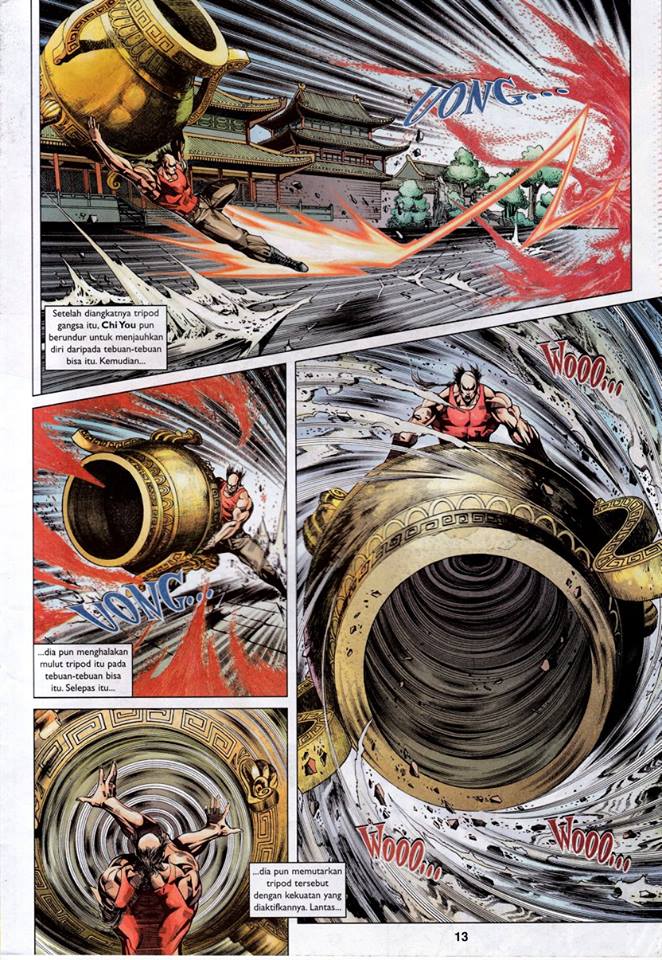 UONG...
Setelah diangkatnya tripod
gangsa itu, Chi You pun
berundur untuk menjauhkan
diri daripada tebuan-tebuan
bisa itu. Kemudian...
UONG...
...dia pun menghalakan
mulut tripod itu pada
tebuan-tebuan bisa
itu. Selepas itu...
WOOO...
WOOO...
WOOO...
...dia pun memutarkan
tripod tersebut
dengan kekuatan yang
diaktifkannya. Lantas...
13